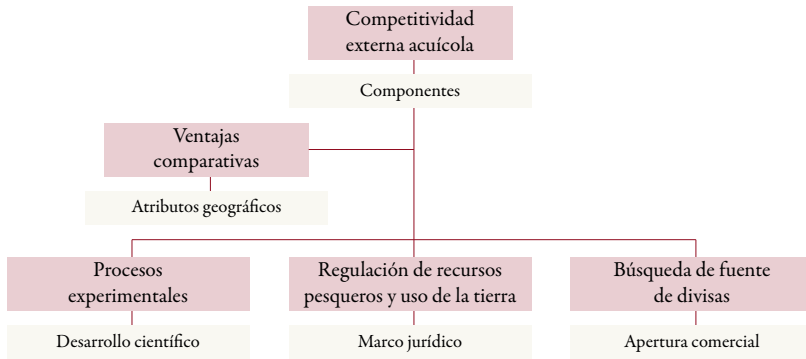 Competitividad
externa acuícola
Componentes
Ventajas
comparativas
Atributos geográficos
Procesos
experimentales
Desarrollo científico
Regulación de recursos
pesqueros y uso de la tierra
Marco jurídico
Búsqueda de fuente
de divisas
Apertura comercial